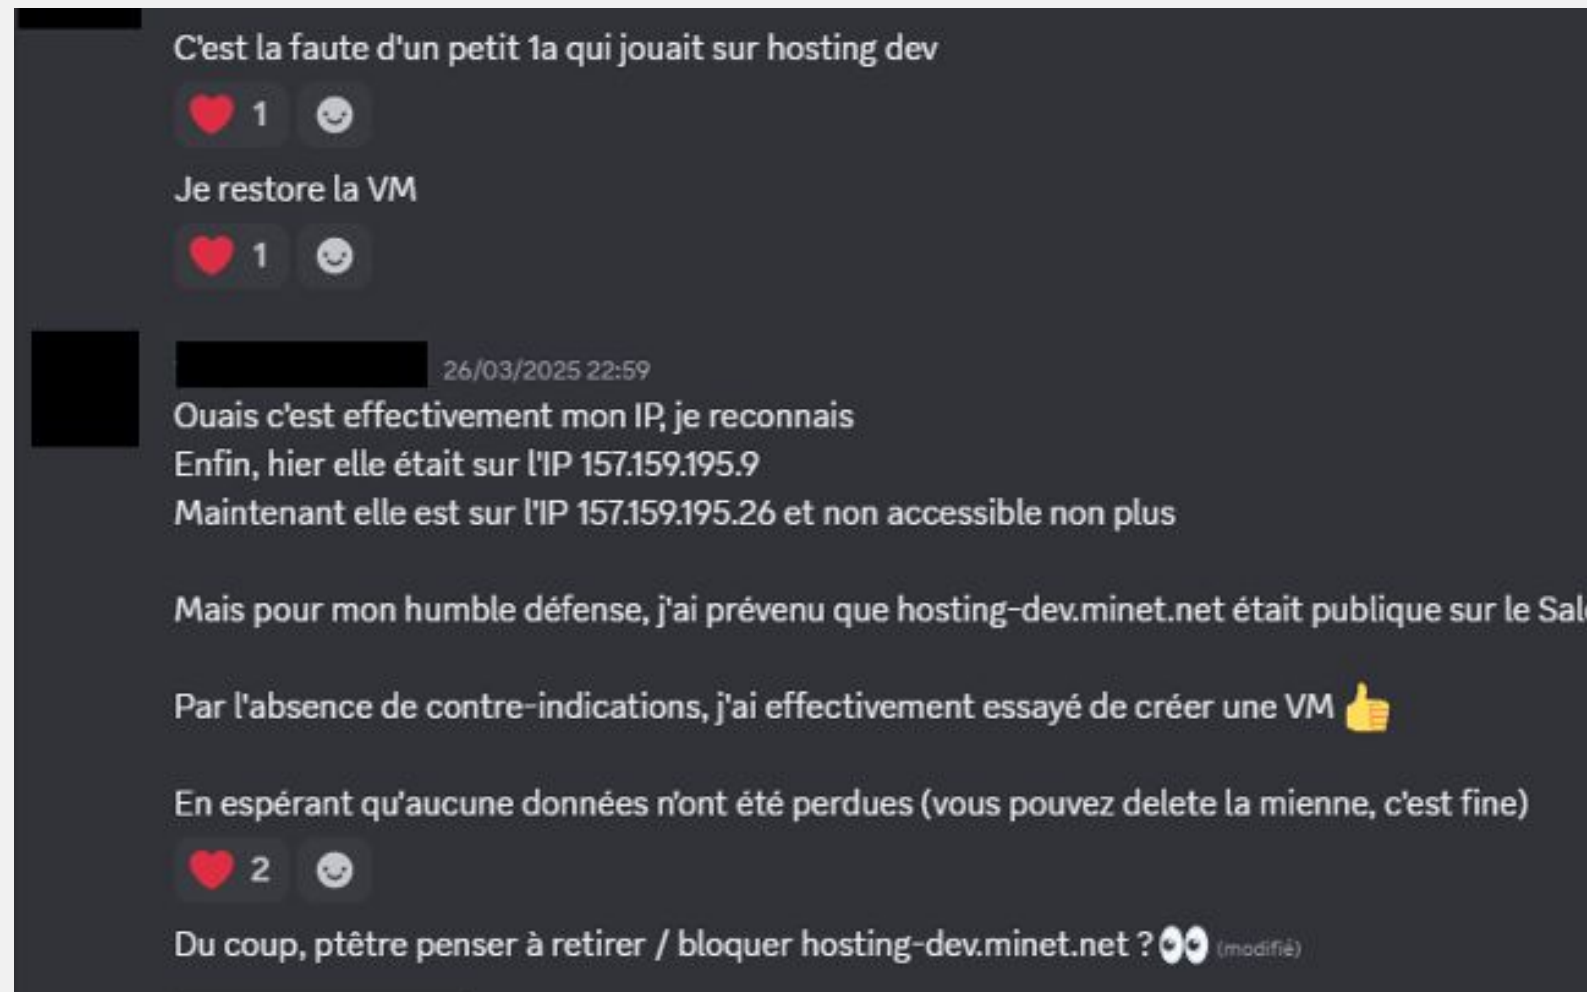 C'est la faute d'un petit 1a qui jouait sur hosting dev
1
Je restore la VM
1
26/03/2025 22:59
Ouais c'est effectivement mon IP, je reconnais
Enfin, hier elle était sur l'IP 157.159.195.9
Maintenant elle est sur l'IP 157.159.195.26 et non accessible non plus
Mais pour mon humble défense, j'ai prévenu que hosting-dev.minet.net était publique sur le
Par l'absence de contre-indications, j'ai effectivement essayé de créer une VM 👍
En espérant qu'aucune données n'ont été perdues (vous pouvez delete la mienne, c'est fine)
2
Du coup, ptêtre penser à retirer / bloquer hosting-dev.minet.net ? 👀 (modifié)